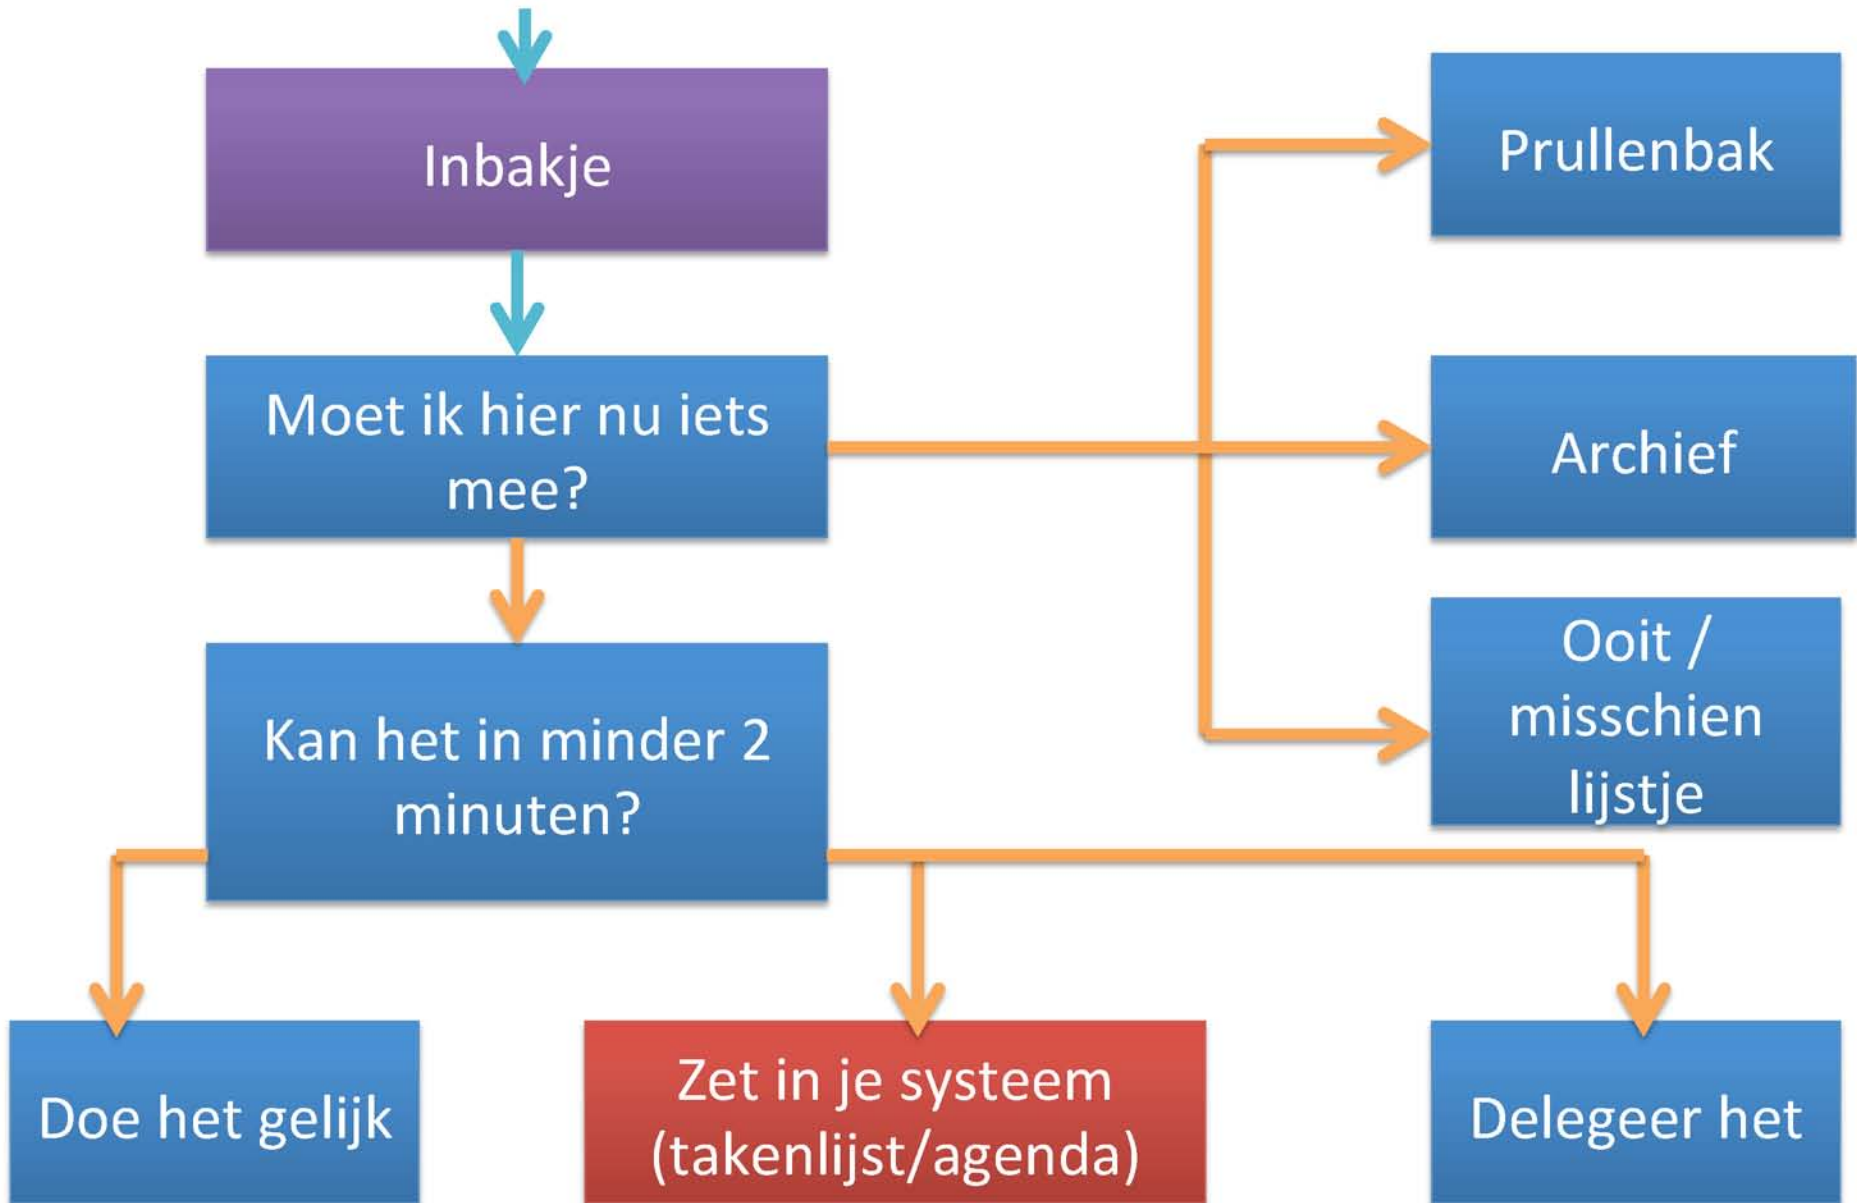 Inbakje
Prullenbak
Moet ik hier nu iets
mee?
Archief
Ooit /
misschien
lijstje
Kan het in minder 2
minuten?
Doe het gelijk
Zet in je systeem
(takenlijst/agenda)
Delegeer het